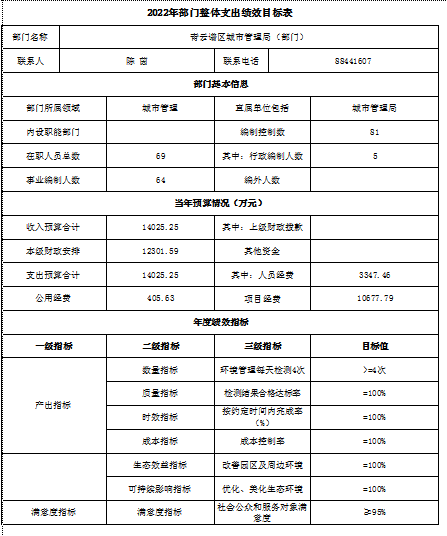 2022年部门整体支出绩效目标表
部门名称 青云谱区城市管理局（部门）
联系人 陈 茵 联系电话 88441607
部门基本信息
部门所属领域 城市管理 直属单位包括 城市管理局
内设职能部门 编制控制数 81
在职人员总数 69 其中：行政编制人数 5
事业编制人数 64 编外人数
当年预算情况（万元）
收入预算合计 14025.25 其中：上级财政拨款
本级财政安排 12301.59 其他资金
支出预算合计 14025.25 其中：人员经费 3347.46
公用经费 405.63 项目经费 10677.79
年度绩效指标
一级指标 二级指标 三级指标 目标值
产出指标 数量指标 环境管理每天检测4次 >=4次
质量指标 检测结果合格达标率 =100%
时效指标 按约定时间内完成率
（%） =100%
成本指标 成本控制率 =100%
生态效益指标 改善园区及周边环境 =100%
可持续影响指标 优化、美化生态环境 =100%
满意度指标 满意度指标 社会公众和服务对象满
意度 ≥95%